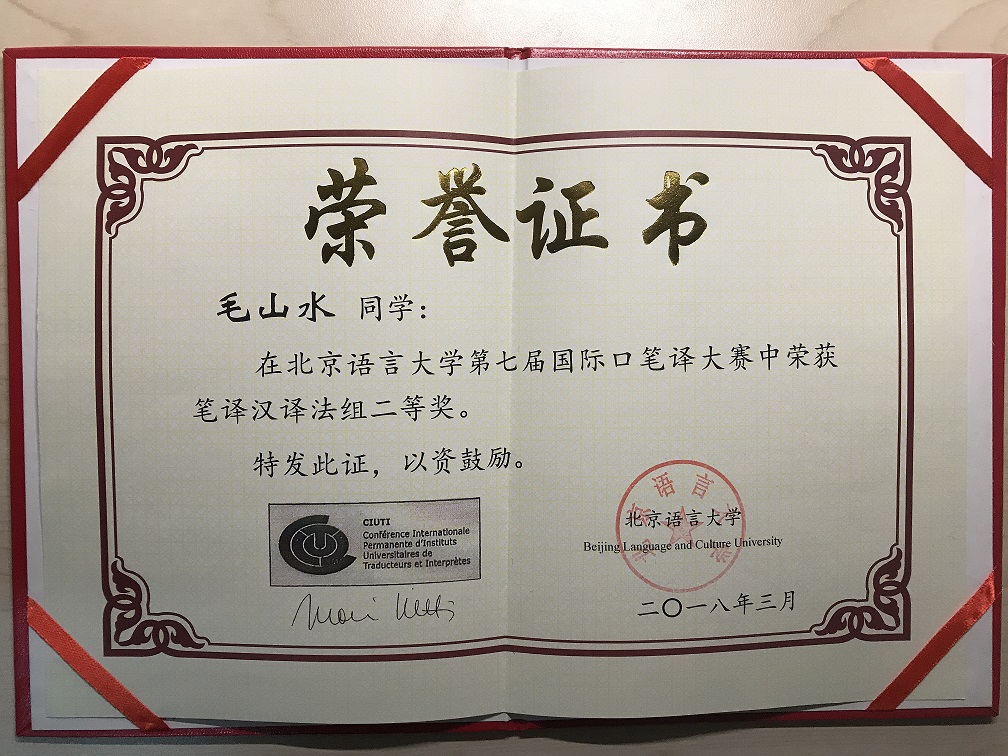 荣誉证书
毛山水 同学：
在北京语言大学第七届国际口笔译大赛中荣获
笔译汉译法组二等奖。
特发此证，以资鼓励。
CIUTI
Conférence Internationale
Permanente d'Instituts
Universitaires de
Traducteurs et Interprètes
北京语言大学
Beijing Language and Culture University
二〇一八年三月